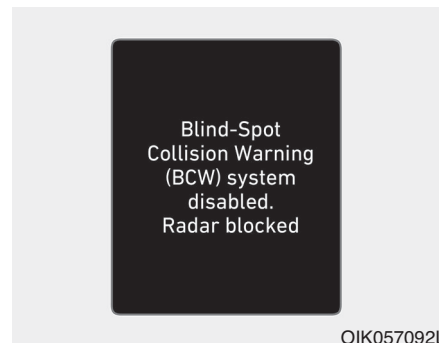 Blind-Spot
Collision Warning
(BCW) system
disabled.
Radar blocked
OIK057092L